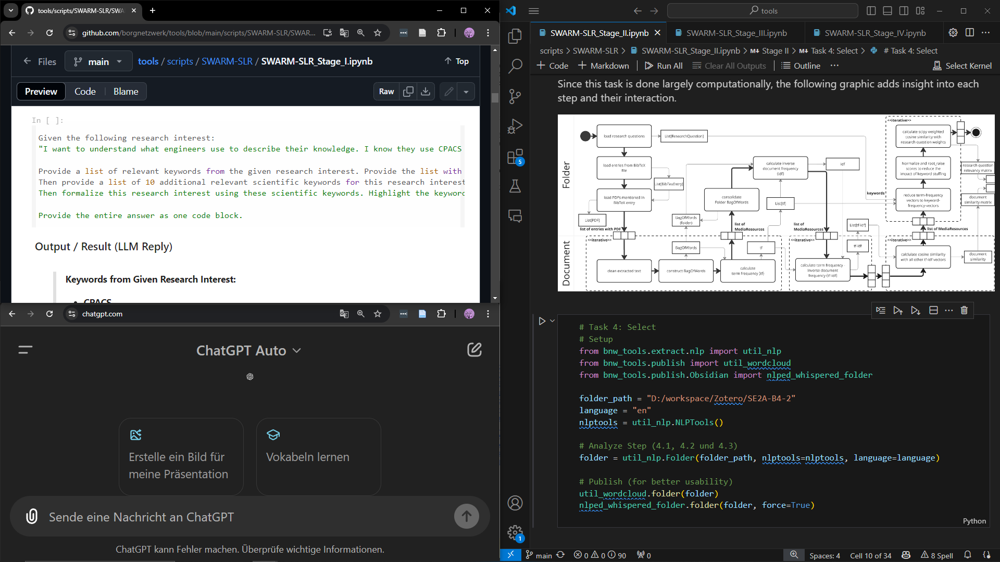 tools/scripts/SWARM-SLR/SWA
github.com/borgnetwerk/tools/blob/main/scripts/SWARM-SLR/SWAR...
Files
main
tools / scripts / SWARM-SLR / SWARM-SLR_Stage_I.ipynb
Top
Preview
Code
Blame
Raw
In [ ]:
Given the following research interest:
"I want to understand what engineers use to describe their knowledge. I know they use CPACS
Provide a list of relevant keywords from the given research interest. Provide the list with
Then provide a list of 10 additional relevant scientific keywords for this research interest
Then formalize this research interest using these scientific keywords. Highlight the keyword
Provide the entire answer as one code block.
Output / Result (LLM Reply)
Keywords from Given Research Interest:
CPACS
chatgpt.com
ChatGPT Auto
Erstelle ein Bild für
meine Präsentation
Vokabeln lernen
Sende eine Nachricht an ChatGPT
ChatGPT kann Fehler machen. Überprüfe wichtige Informationen.
tools
SWARM-SLR_Stage_II.ipynb
SWARM-SLR_Stage_III.ipynb
SWARM-SLR_Stage_IV.ipynb
scripts > SWARM-SLR > SWARM-SLR_Stage_II.ipynb > M↓ Stage II > M↓ Task 4: Select > # Task 4: Select
+ Code
+ Markdown
Run All
Clear All Outputs
Outline
...
Select Kernel
Since this task is done largely computationally, the following graphic adds insight into each
step and their interaction.
Folder
Document
load research questions
List[ResearchQuestion]
load entries from BibTeX
file
List[BibTexEntry]
load PDFs mentioned in
BibTeX entry
List[PDF]
list of entries with PDF
<<iterative>>
clean extracted text
construct BagOfWords
calculate
term frequency (tf)
BagOfWords
BagOfWords
(folder)
consolidate
Folder BagOfWords
list of
MediaResources
tf
List[tf]
calculate inverse
document frequency
(idf)
idf
list of
MediaResources
<<iterative>>
calculate term frequency -
inverse document
frequency (tf-idf)
tf-idf
List[tf-idf]
<<iterative>>
calculate cosine similarity
with all other tf-idf vectors
document
similarity
list of MediaResources
keywords
reduce term-frequency
vectors to keyword-
frequency-vectors
Normalize and root_raise
scores to reduce the
impact of keyword stuffing
calculate scipy weighted
cosine similarity with
research question weights
<<iterative>>
research question
relevancy matrix
document
similarity matrix
# Task 4: Select
# Setup
from bnw_tools.extract.nlp import util_nlp
from bnw_tools.publish import util_wordcloud
from bnw_tools.publish.Obsidian import nlped_whispered_folder
folder_path = "D:/workspace/Zotero/SE2A-B4-2"
language = "en"
nlptools = util_nlp.NLPTools()
# Analyze Step (4.1, 4.2 und 4.3)
folder = util_nlp.Folder(folder_path, nlptools=nlptools, language=language)
# Publish (for better usability)
util_wordcloud.folder(folder)
nlped_whispered_folder.folder(folder, force=True)
Python
5
1
main
0
0
90
0
Spaces: 4
Cell 10 of 34
8 Spell